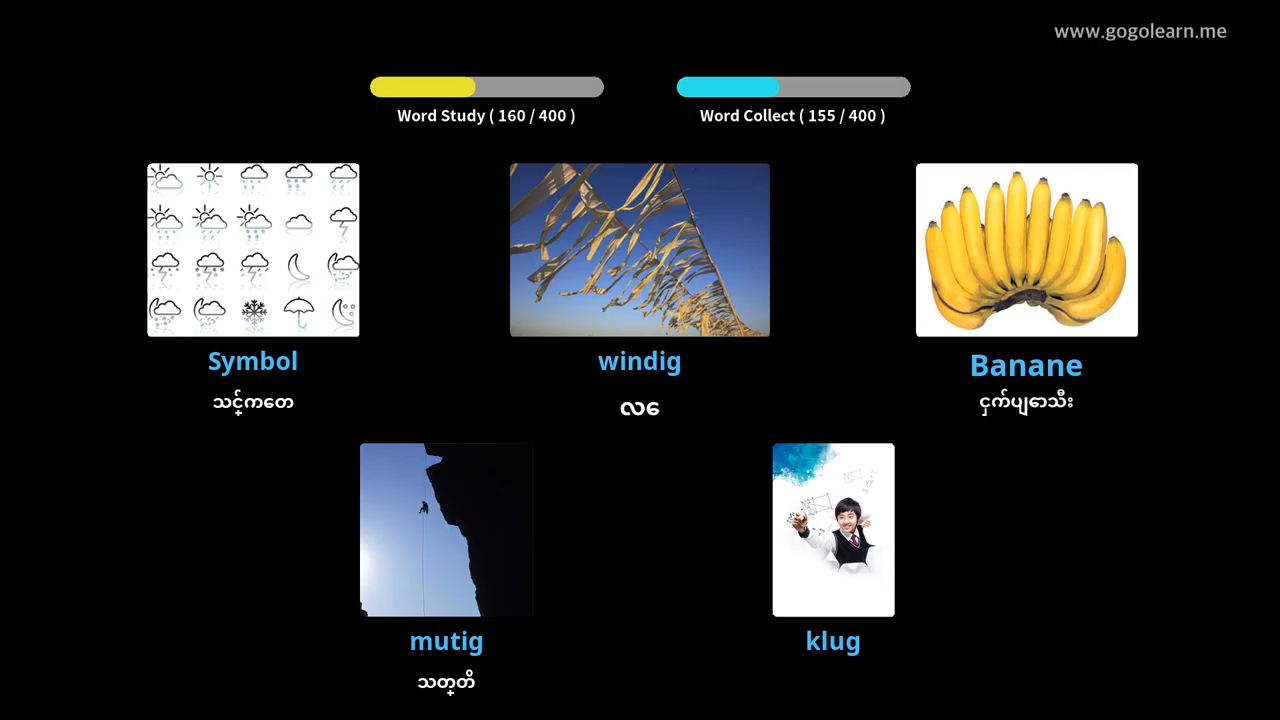 www.gogolearn.me
Word Study ( 160 / 400 )
Word Collect ( 155 / 400 )
Symbol
windig
Banane
သင်္ကတေ
လေ
ငှက်ပျောသီး
mutig
klug
သတ္တိ